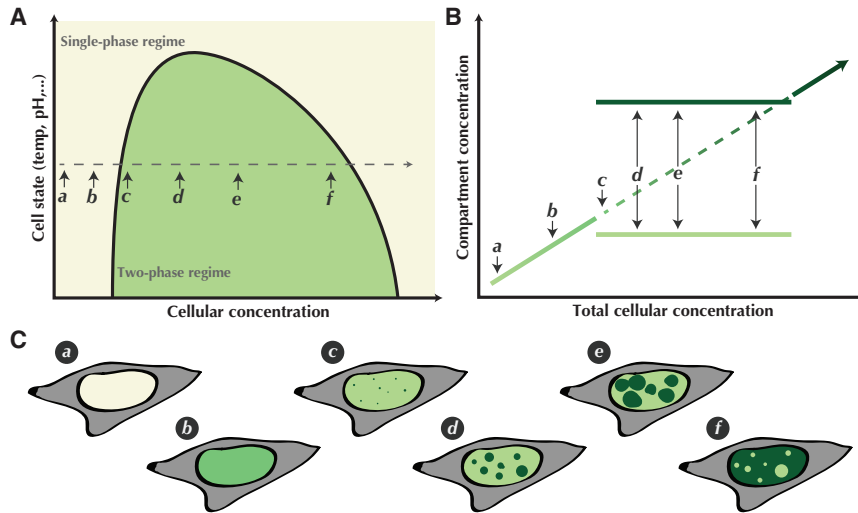 A
Single-phase regime
Cell state (temp, pH,...)
a
b
c
d
e
f
Two-phase regime
Cellular concentration
B
Compartment concentration
a
b
c
d
e
f
Total cellular concentration
C
a
c
e
b
d
f